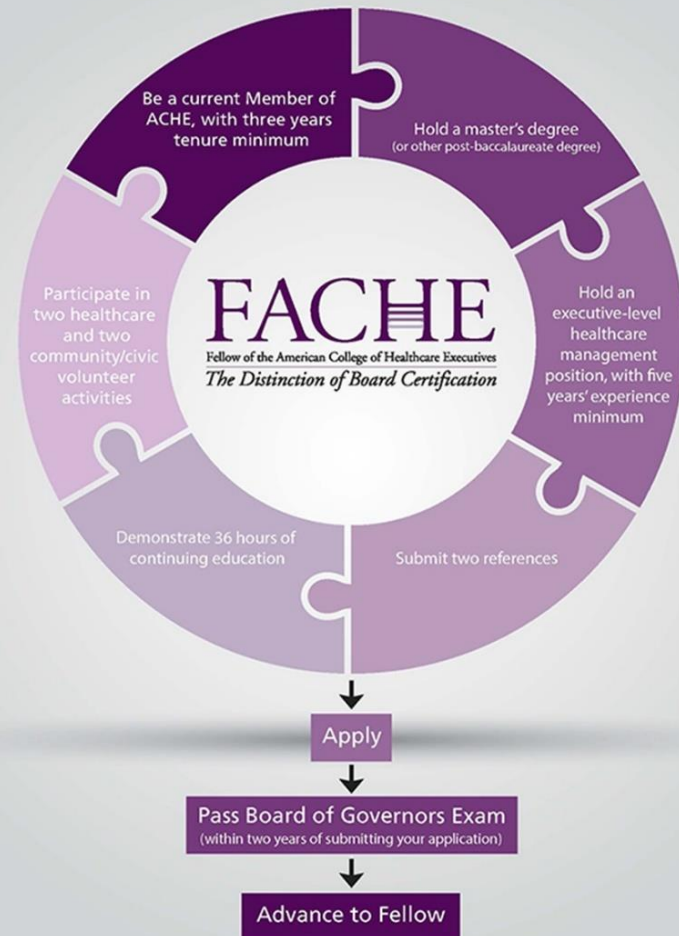 Be a current Member of
ACHE, with three years
tenure minimum
Hold a master's degree
(or other post-baccalaureate degree)
Hold an
executive-level
healthcare
management
position, with five
years' experience
minimum
Submit two references
Demonstrate 36 hours of
continuing education
Participate in
two healthcare
and two
community/civic
volunteer
activities
FACHE
Fellow of the American College of Healthcare Executives
The Distinction of Board Certification
Apply
Pass Board of Governors Exam
(within two years of submitting your application)
Advance to Fellow